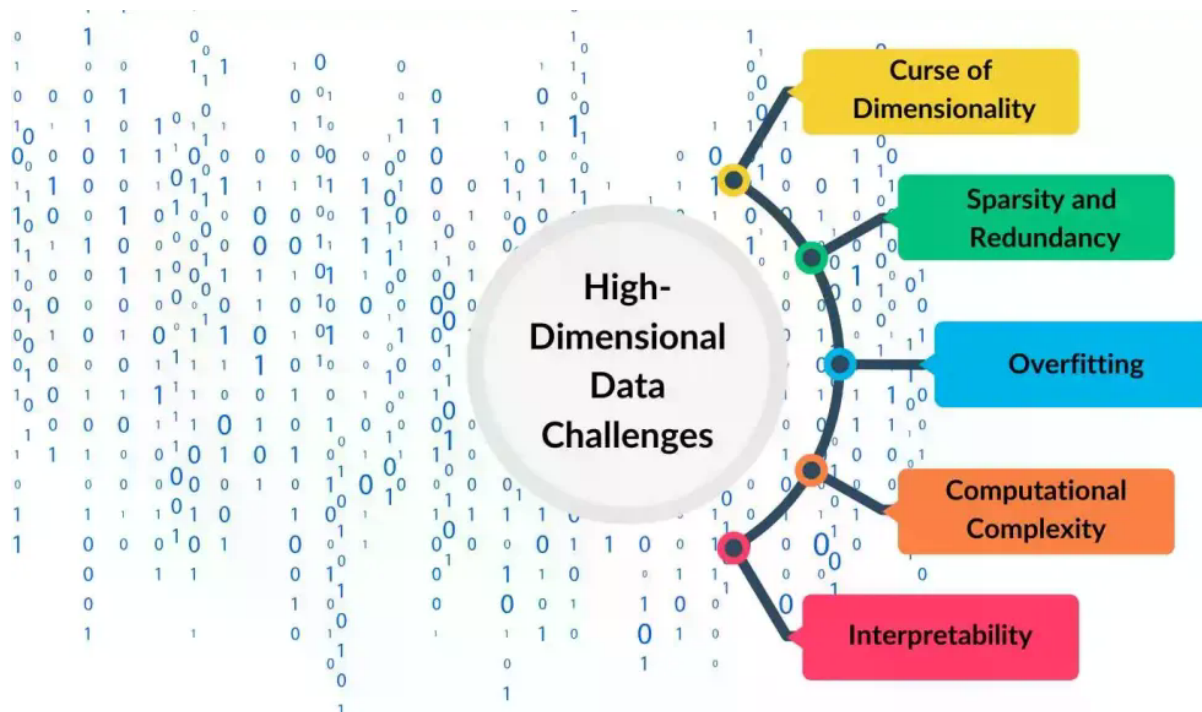 High-
Dimensional
Data
Challenges
Curse of
Dimensionality
Sparsity and
Redundancy
Overfitting
Computational
Complexity
Interpretability